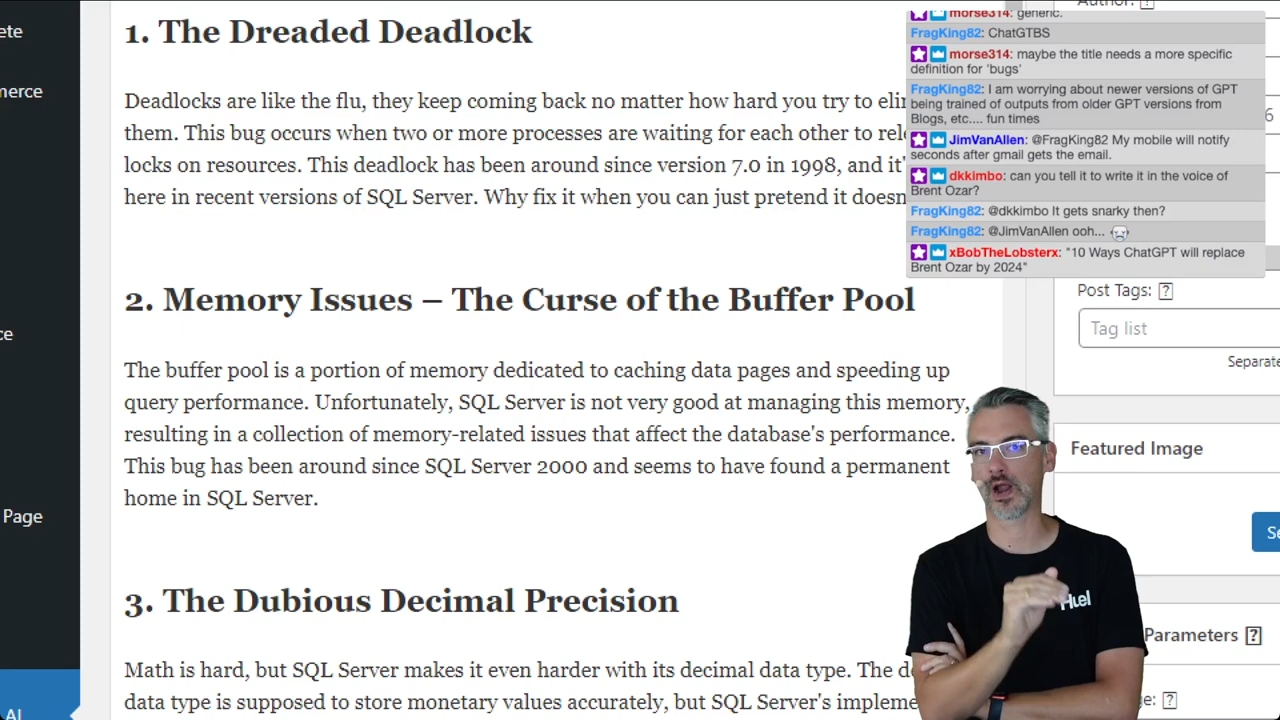 ete
merce
ce
Page
AI
1. The Dreaded Deadlock
Deadlocks are like the flu, they keep coming back no matter how hard you try to
them. This bug occurs when two or more processes are waiting for each other to
locks on resources. This deadlock has been around since version 7.0 in 1998, and
here in recent versions of SQL Server. Why fix it when you can just pretend it
2. Memory Issues – The Curse of the Buffer Pool
The buffer pool is a portion of memory dedicated to caching data pages and speeding up
query performance. Unfortunately, SQL Server is not very good at managing this memory,
resulting in a collection of memory-related issues that affect the database's performance.
This bug has been around since SQL Server 2000 and seems to have found a permanent
home in SQL Server.
3. The Dubious Decimal Precision
Math is hard, but SQL Server makes it even harder with its decimal data type. The
data type is supposed to store monetary values accurately, but SQL Server's
morse314: generic.
FragKing82: ChatGTBS
morse314: maybe the title needs a more specific
definition for 'bugs'
FragKing82: I am worrying about newer versions of GPT
being trained of outputs from older GPT versions from
Blogs, etc.... fun times
JimVanAllen: @FragKing82 My mobile will notify
seconds after gmail gets the email.
dkkimbo: can you tell it to write it in the voice of
Brent Ozar?
FragKing82: @dkkimbo It gets snarky then?
FragKing82: @JimVanAllen ooh...
xBobTheLobsterx: "10 Ways ChatGPT will replace
Brent Ozar by 2024"
6
Post Tags: [?]
Tag list
Separate
Featured Image
Se
Huel
Parameters [?]
ge: [?]